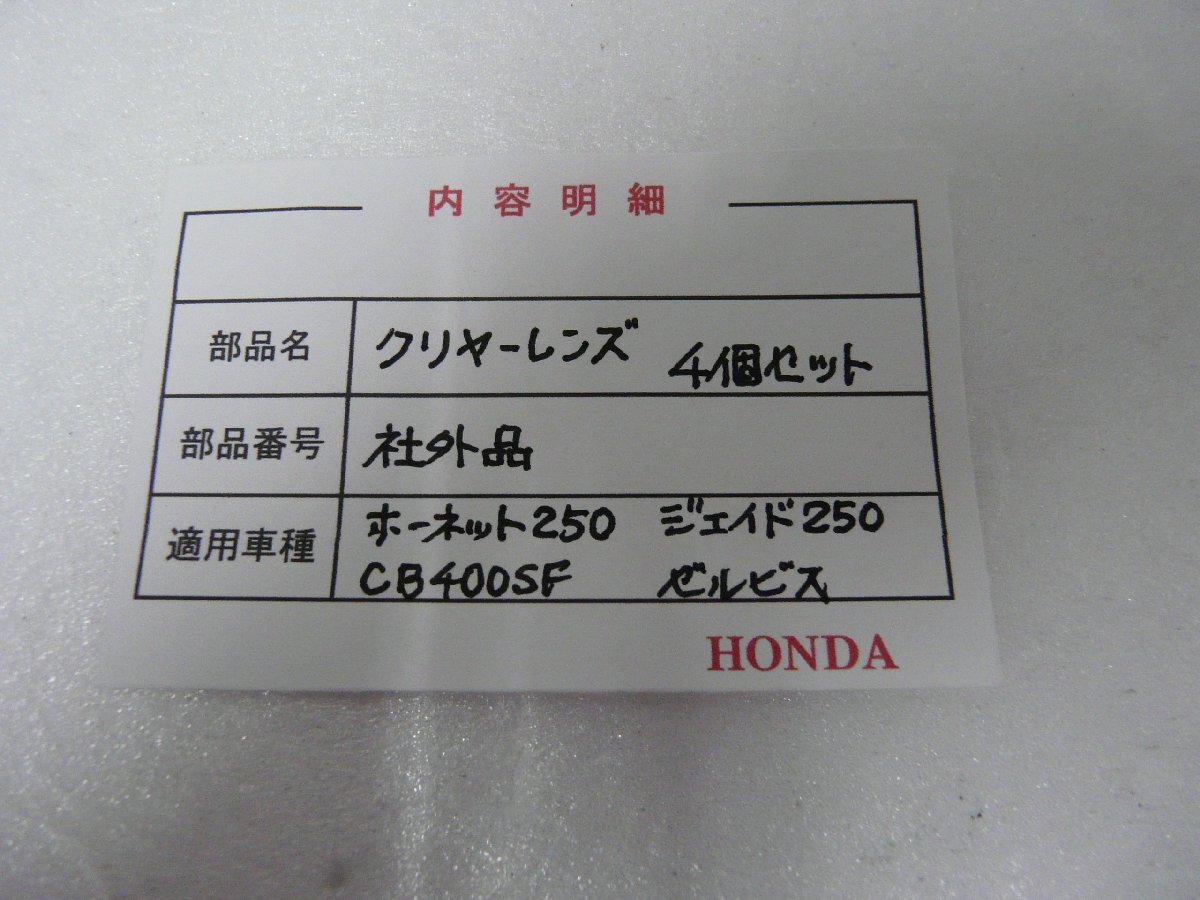 内容明細
部品名 クリヤーレンズ 4個セット
部品番号 社外品
適用車種 ホーネット250 ジェイド250
CB400SF ゼルビス
HONDA